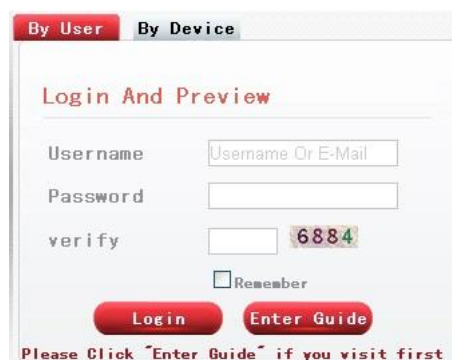 By User By Device
Login And Preview
Username Username Or E-Mail
Password
verify 6884
Remember
Login Enter Guide
Please Click "Enter Guide" if you visit first